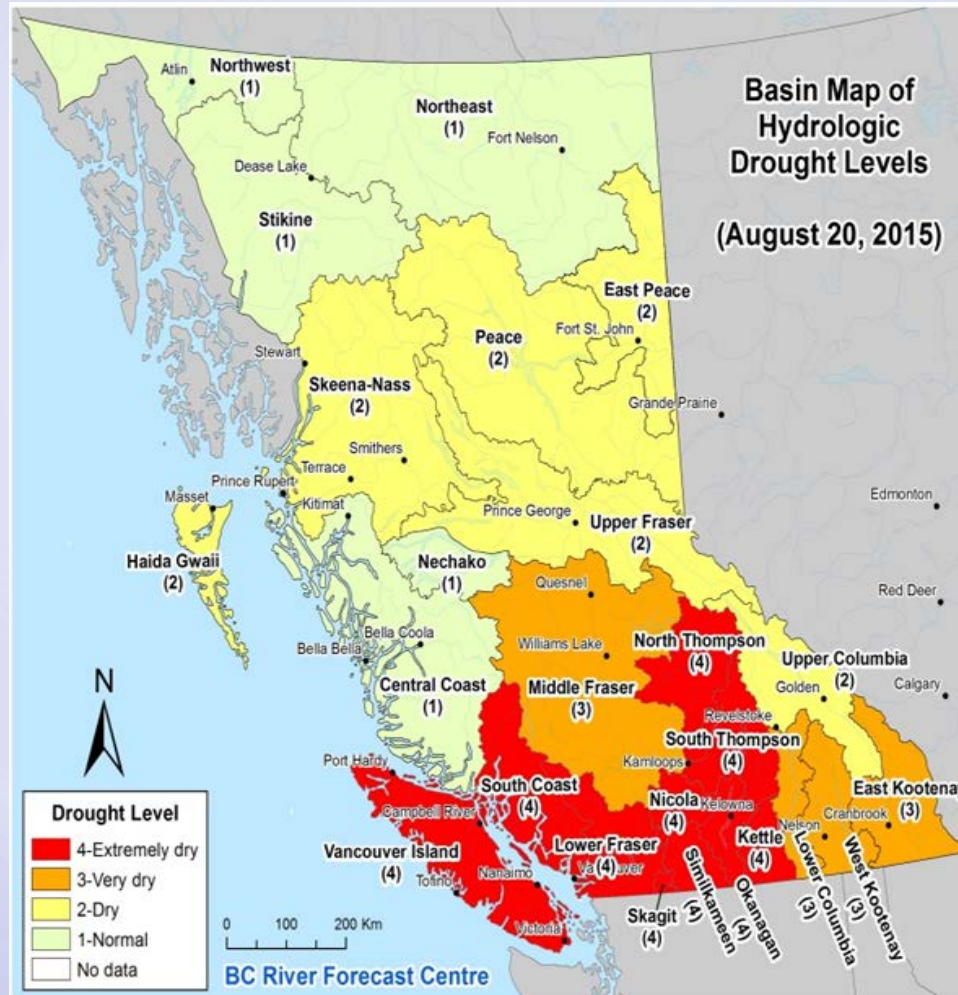 Basin Map of
Hydrologic
Drought Levels
(August 20, 2015)
Atlin
Northwest
(1)
Northeast
(1)
Fort Nelson
Dease Lake
Stikine
(1)
East Peace
(2)
Peace
(2)
Fort St. John
Stewart
Skeena-Nass
(2)
Grande Prairie
Smithers
Terrace
Prince Rupert
Masset
Kitimat
Edmonton
Prince George
Upper Fraser
(2)
Haida Gwaii
(2)
Nechako
(1)
Quesnel
Red Deer
Bella Coola
Bella Bella
Williams Lake
North Thompson
(4)
Upper Columbia
(2)
Golden
Calgary
N
Central Coast
(1)
Middle Fraser
(3)
Revelstoke
South Thompson
(4)
Port Hardy
Kamloops
South Coast
(4)
East Kootenay
(3)
Nicola
(4)
Kelowna
Campbell River
Cranbrook
Nelson
Kettle
(4)
Lower Fraser
(4)
Vancouver Island
(4)
Tofino
Nanaimo
Victoria
Skagit
(4)
Similkameen
(4)
Okanagan
(4)
Lower Columbia
(3)
West Kootenay
(3)
Drought Level
4-Extremely dry
3-Very dry
2-Dry
1-Normal
No data
0 100 200 Km
BC River Forecast Centre